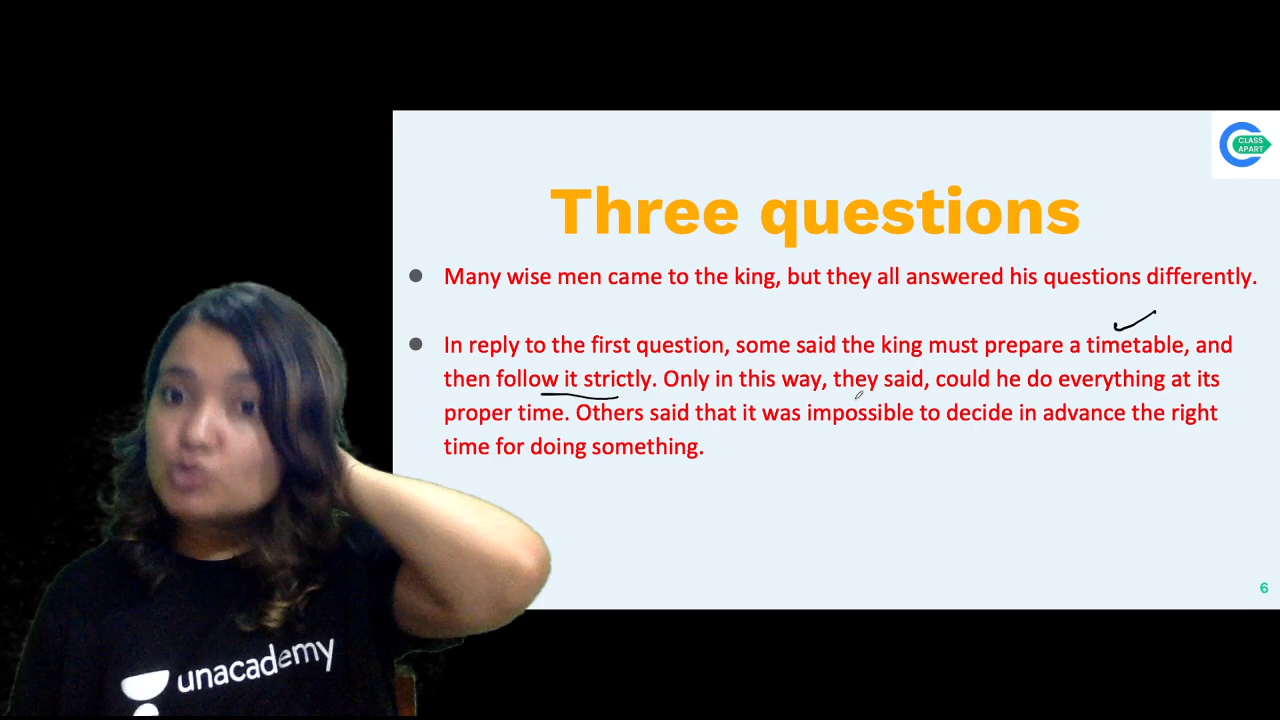 CLASS
APART
Three questions
● Many wise men came to the king, but they all answered his questions differently.
● In reply to the first question, some said the king must prepare a timetable, and
then follow it strictly. Only in this way, they said, could he do everything at its
proper time. Others said that it was impossible to decide in advance the right
time for doing something.
6
unacademy